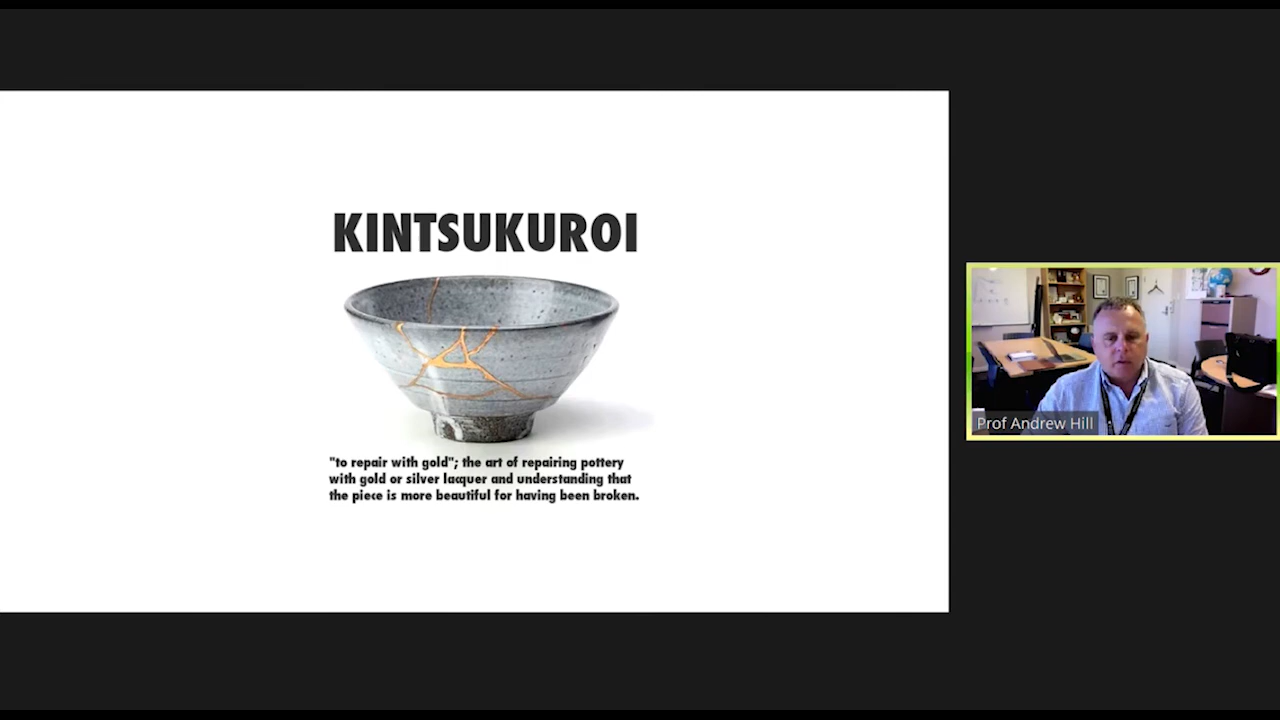 KINTSUKUROI
"to repair with gold"; the art of repairing pottery
with gold or silver lacquer and understanding that
the piece is more beautiful for having been broken.
Prof Andrew Hill